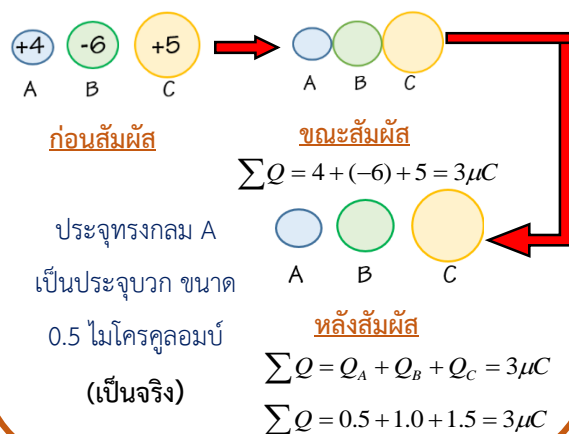 +4 -6 +5
A B C
A B C
ก่อนสัมผัส
ขณะสัมผัส
∑Q = 4 + (−6) + 5 = 3μC
ประจุทรงกลม A
เป็นประจุบวก ขนาด
0.5 ไมโครคูลอมบ์
(เป็นจริง)
A B C
หลังสัมผัส
∑Q = Q_A + Q_B + Q_C = 3μC
∑Q = 0.5 + 1.0 + 1.5 = 3μC